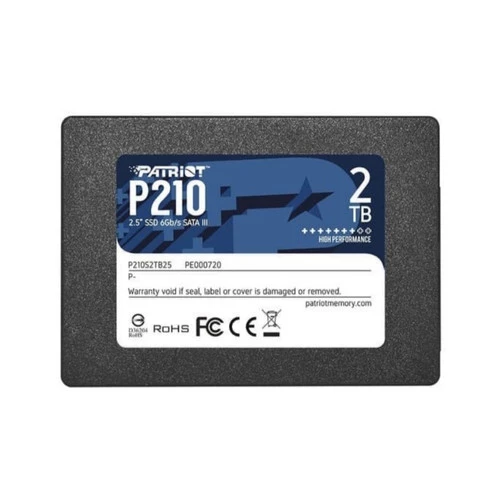 PATRIOT
P210
2.5" SSD 6Gb/s SATA III
2
TB
HIGH PERFORMANCE
P210S2TB25 PE000720
P-
Warranty void if seal, label or cover is damaged or removed.
patriotmemory.com
RoHS FC CE